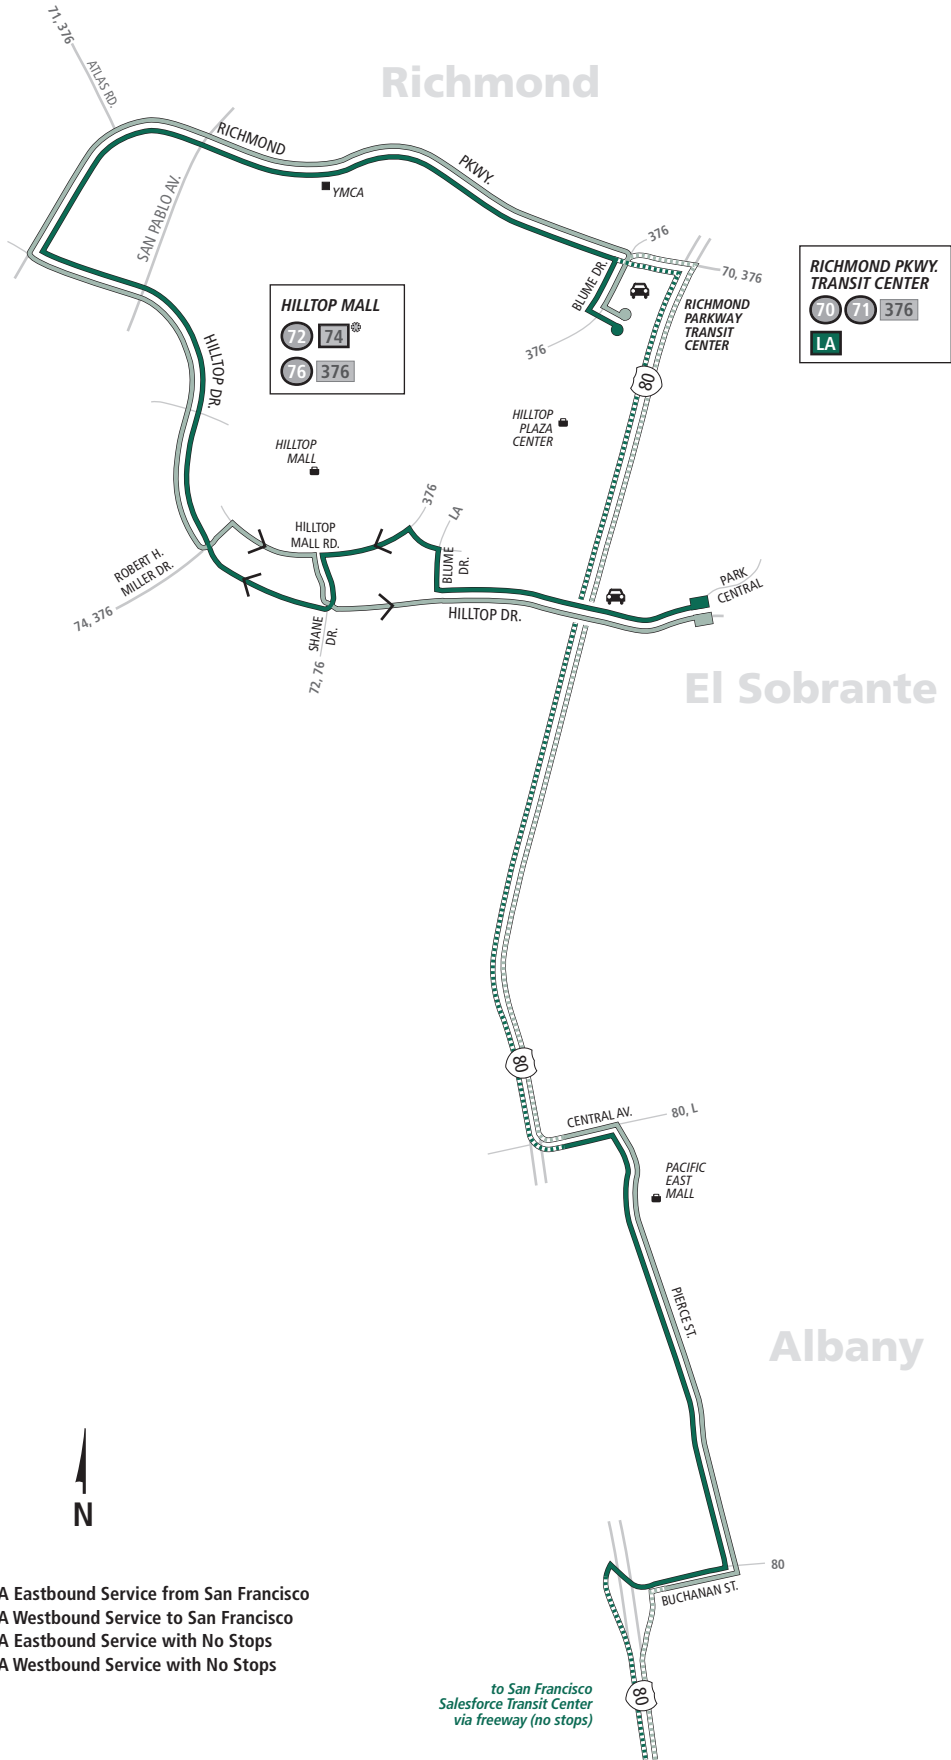 71, 376
ATLAS RD.
Richmond
RICHMOND
PKWY.
YMCA
SAN PABLO AV.
376
70, 376
BLUME DR.
RICHMOND
PARKWAY
TRANSIT
CENTER
376
RICHMOND PKWY.
TRANSIT CENTER
70 71 376
LA
HILLTOP MALL
72 74
76 376
HILLTOP DR.
80
HILLTOP
PLAZA
CENTER
HILLTOP
MALL
376
LA
HILLTOP
MALL RD.
BLUME
DR.
ROBERT H.
MILLER DR.
74, 376
PARK
CENTRAL
HILLTOP DR.
SHANE
DR.
72, 76
El Sobrante
80
CENTRAL AV.
80, L
PACIFIC
EAST
MALL
PIERCE ST.
Albany
N
80
BUCHANAN ST.
A Eastbound Service from San Francisco
A Westbound Service to San Francisco
A Eastbound Service with No Stops
A Westbound Service with No Stops
to San Francisco
Salesforce Transit Center
via freeway (no stops)
80